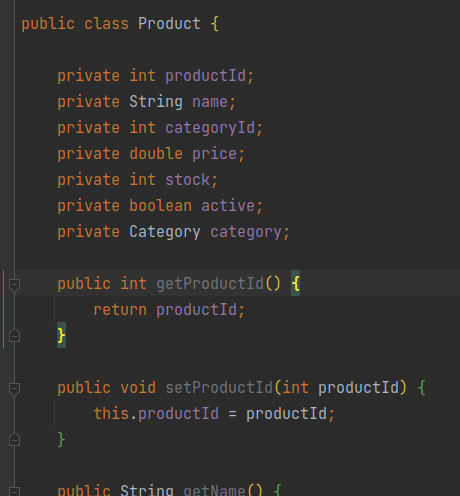 public class Product {
private int productId;
private String name;
private int categoryId;
private double price;
private int stock;
private boolean active;
private Category category;
public int getProductId() {
return productId;
}
public void setProductId(int productId) {
this.productId = productId;
}
public String getName() {